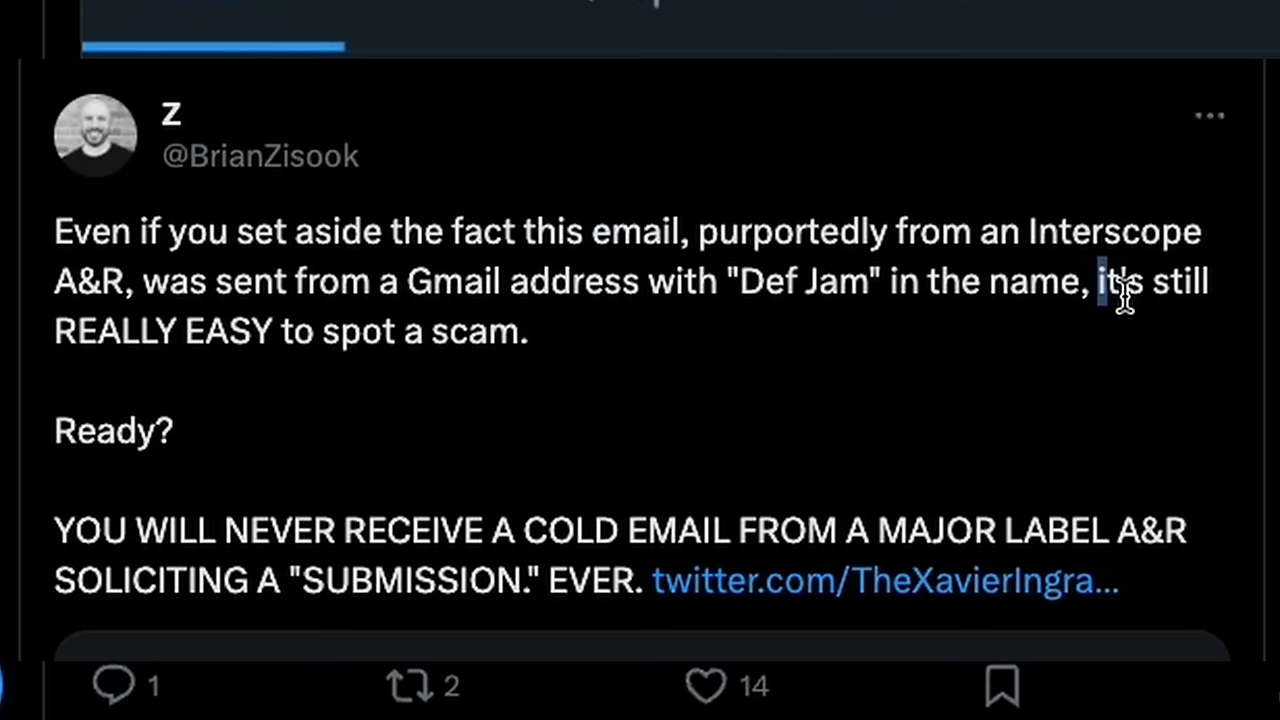 Z
@BrianZisook
Even if you set aside the fact this email, purportedly from an Interscope
A&R, was sent from a Gmail address with "Def Jam" in the name, it's still
REALLY EASY to spot a scam.
Ready?
YOU WILL NEVER RECEIVE A COLD EMAIL FROM A MAJOR LABEL A&R
SOLICITING A "SUBMISSION." EVER. twitter.com/TheXavierIngra...
1 2 14